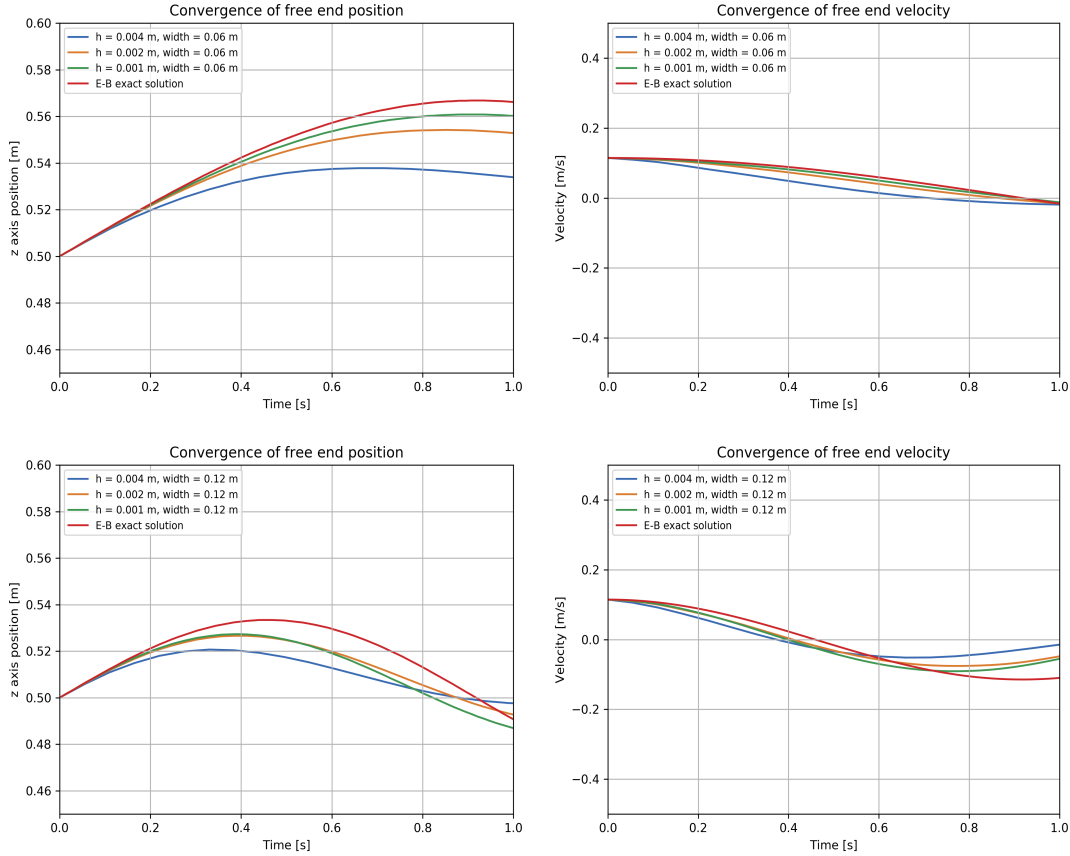 Convergence of free end position
0.60
0.58
0.56
0.54
0.52
0.50
0.48
0.46
z axis position [m]
h = 0.004 m, width = 0.06 m
h = 0.002 m, width = 0.06 m
h = 0.001 m, width = 0.06 m
E-B exact solution
0.0 0.2 0.4 0.6 0.8 1.0
Time [s]
Convergence of free end velocity
0.4
0.2
0.0
−0.2
−0.4
Velocity [m/s]
h = 0.004 m, width = 0.06 m
h = 0.002 m, width = 0.06 m
h = 0.001 m, width = 0.06 m
E-B exact solution
0.0 0.2 0.4 0.6 0.8 1.0
Time [s]
Convergence of free end position
0.60
0.58
0.56
0.54
0.52
0.50
0.48
0.46
z axis position [m]
h = 0.004 m, width = 0.12 m
h = 0.002 m, width = 0.12 m
h = 0.001 m, width = 0.12 m
E-B exact solution
0.0 0.2 0.4 0.6 0.8 1.0
Time [s]
Convergence of free end velocity
0.4
0.2
0.0
−0.2
−0.4
Velocity [m/s]
h = 0.004 m, width = 0.12 m
h = 0.002 m, width = 0.12 m
h = 0.001 m, width = 0.12 m
E-B exact solution
0.0 0.2 0.4 0.6 0.8 1.0
Time [s]